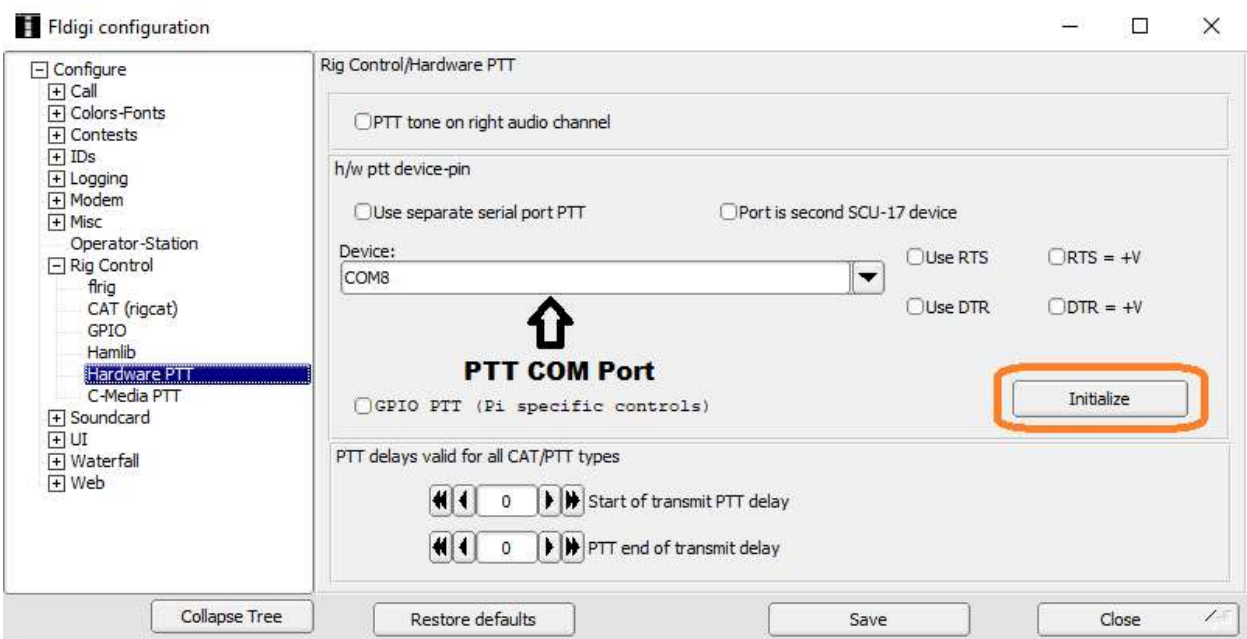 Fldigi configuration
Configure
Call
Colors-Fonts
Contests
IDs
Logging
Modem
Misc
Operator-Station
Rig Control
flrig
CAT (rigcat)
GPIO
Hamlib
Hardware PTT
C-Media PTT
Soundcard
UI
Waterfall
Web
Collapse Tree
Rig Control/Hardware PTT
PTT tone on right audio channel
h/w ptt device-pin
Use separate serial port PTT
Port is second SCU-17 device
Device:
COM8
Use RTS
RTS = +V
Use DTR
DTR = +V
PTT COM Port
GPIO PTT (Pi specific controls)
Initialize
PTT delays valid for all CAT/PTT types
0 Start of transmit PTT delay
0 PTT end of transmit delay
Restore defaults
Save
Close